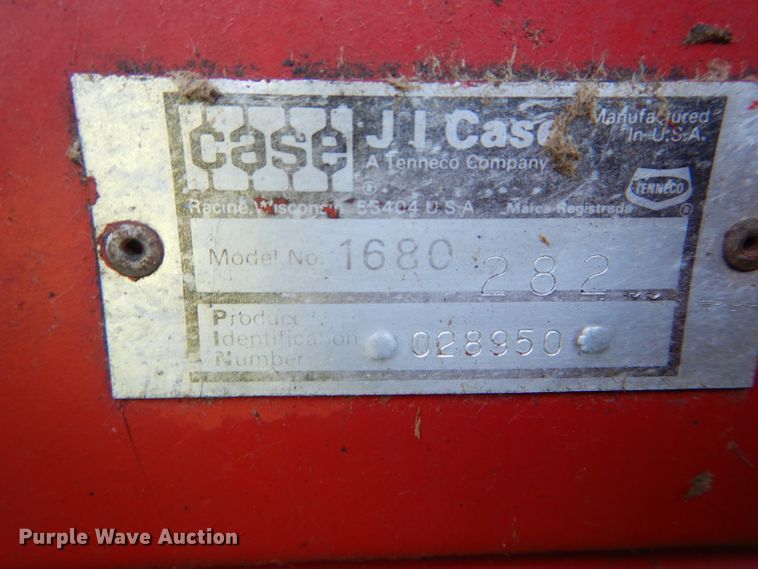 case
J I Case
A Tenneco Company
Manufactured
In U.S.A.
TENNECO
®
®
Racine, Wisconsin 53404 U.S.A.
Marca Registrada
Model No. 1680 282
Product
Identification 028950
Number
Purple Wave Auction